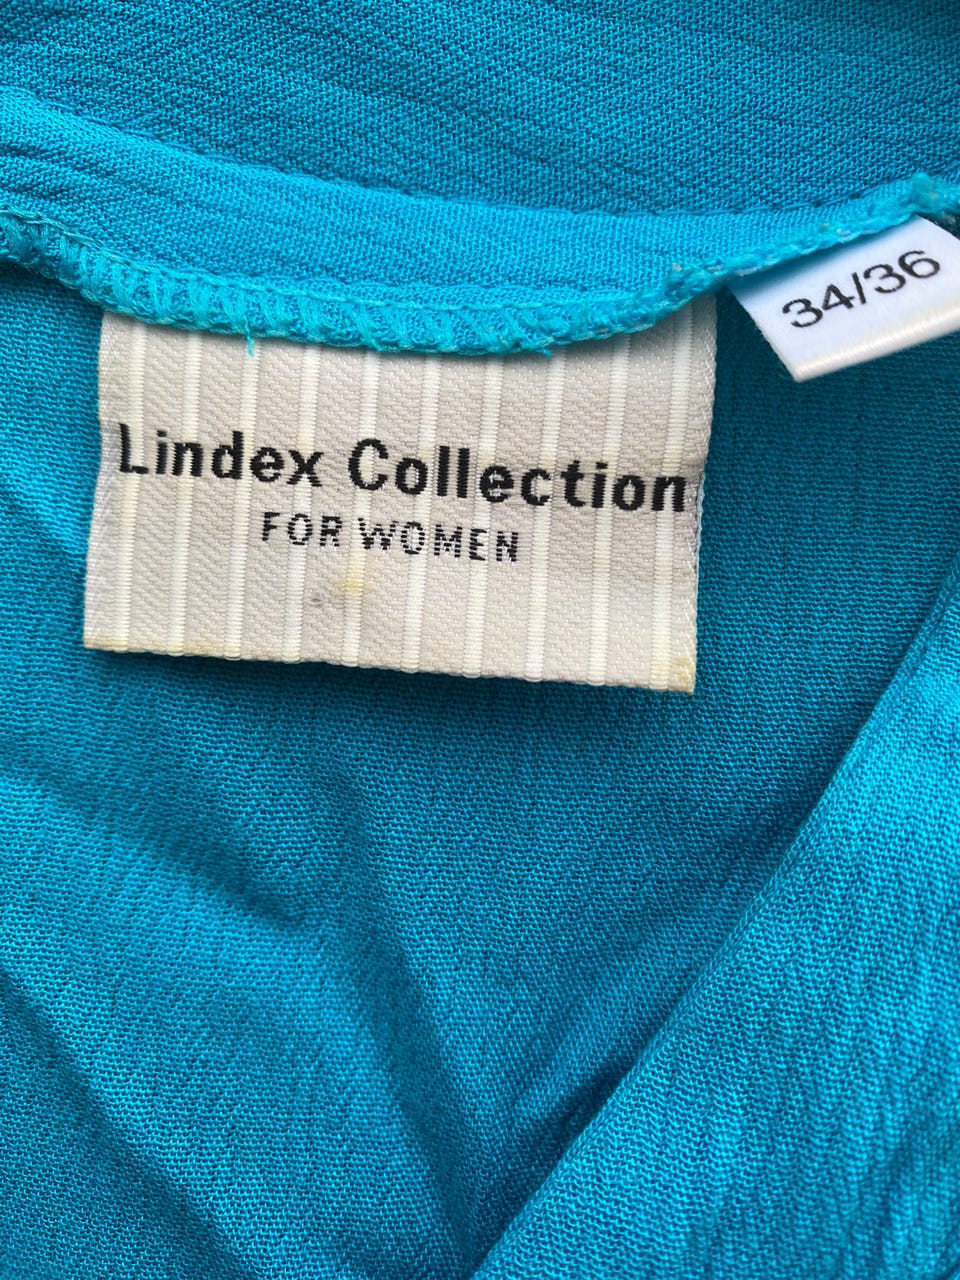 34/36
Lindex Collection
FOR WOMEN